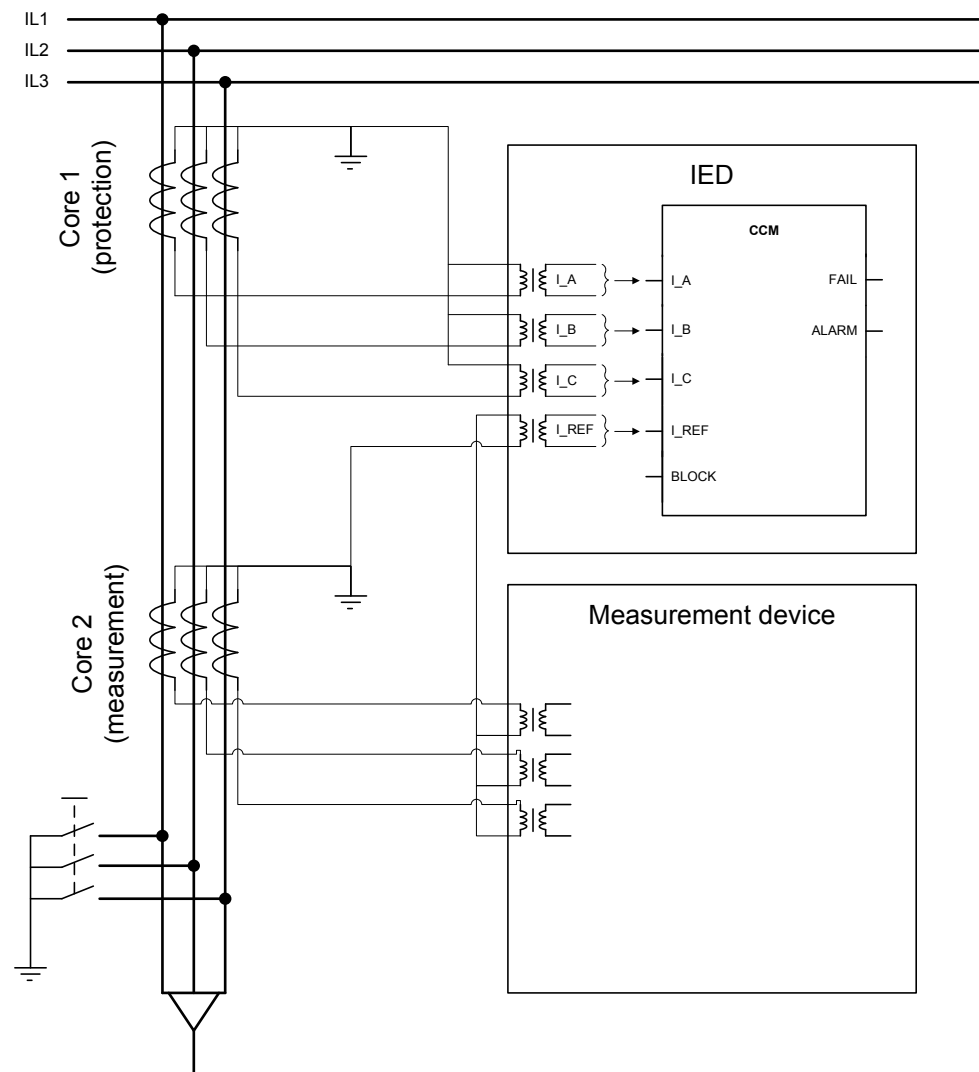 IL1
IL2
IL3
Core 1
(protection)
IED
CCM
I_A
I_A
FAIL
I_B
I_B
ALARM
I_C
I_C
I_REF
I_REF
BLOCK
Core 2
(measurement)
Measurement device